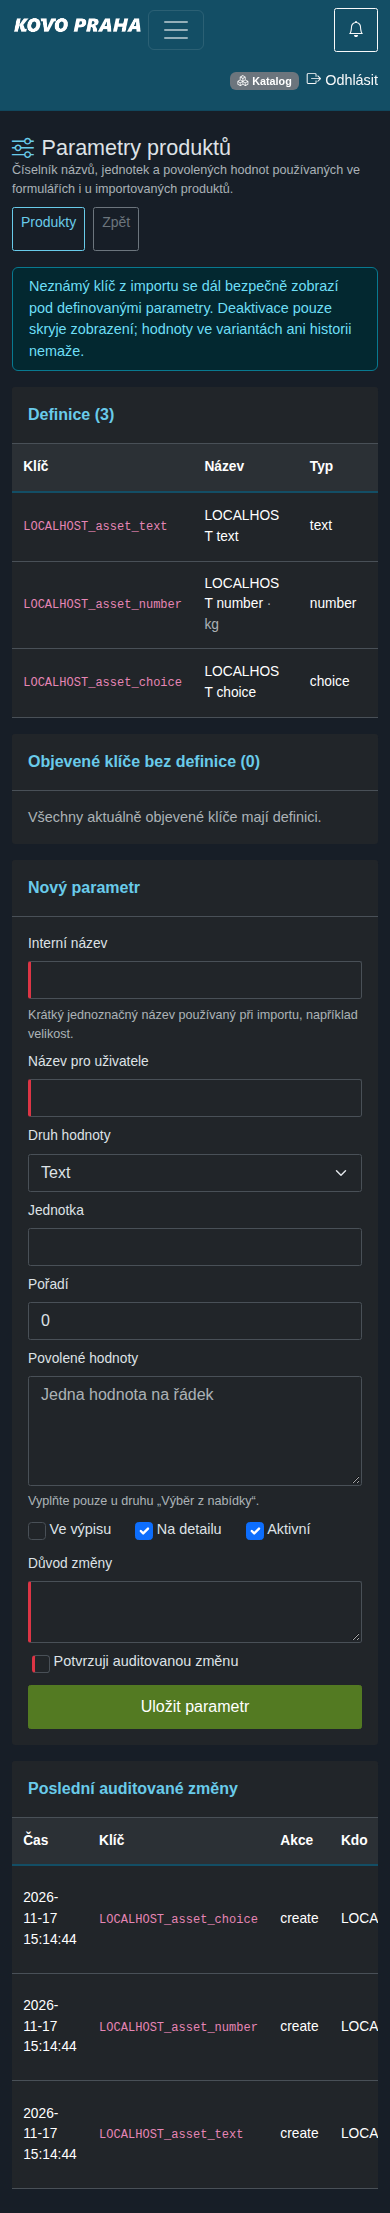 KOVO PRAHA
Katalog
Odhlásit
Parametry produktů
Číselník názvů, jednotek a povolených hodnot používaných ve
formulářích i u importovaných produktů.
Produkty Zpět
Neznámý klíč z importu se dál bezpečně zobrazí
pod definovanými parametry. Deaktivace pouze
skryje zobrazení; hodnoty ve variantách ani historii
nemaže.
Definice (3)
Klíč Název Typ
LOCALHOST_asset_text LOCALHOS
T text text
LOCALHOST_asset_number LOCALHOS
T number · number
kg
LOCALHOST_asset_choice LOCALHOS
T choice choice
Objevené klíče bez definice (0)
Všechny aktuálně objevené klíče mají definici.
Nový parametr
Interní název
Krátký jednoznačný název používaný při importu, například
velikost.
Název pro uživatele
Druh hodnoty
Text
Jednotka
Pořadí
0
Povolené hodnoty
Jedna hodnota na řádek
Vyplňte pouze u druhu „Výběr z nabídky“.
Ve výpisu Na detailu Aktivní
Důvod změny
Potvrzuji auditovanou změnu
Uložit parametr
Poslední auditované změny
Čas Klíč Akce Kdo
2026-
11-17 LOCALHOST_asset_choice create LOCA
15:14:44
2026-
11-17 LOCALHOST_asset_number create LOCA
15:14:44
2026-
11-17 LOCALHOST_asset_text create LOCA
15:14:44